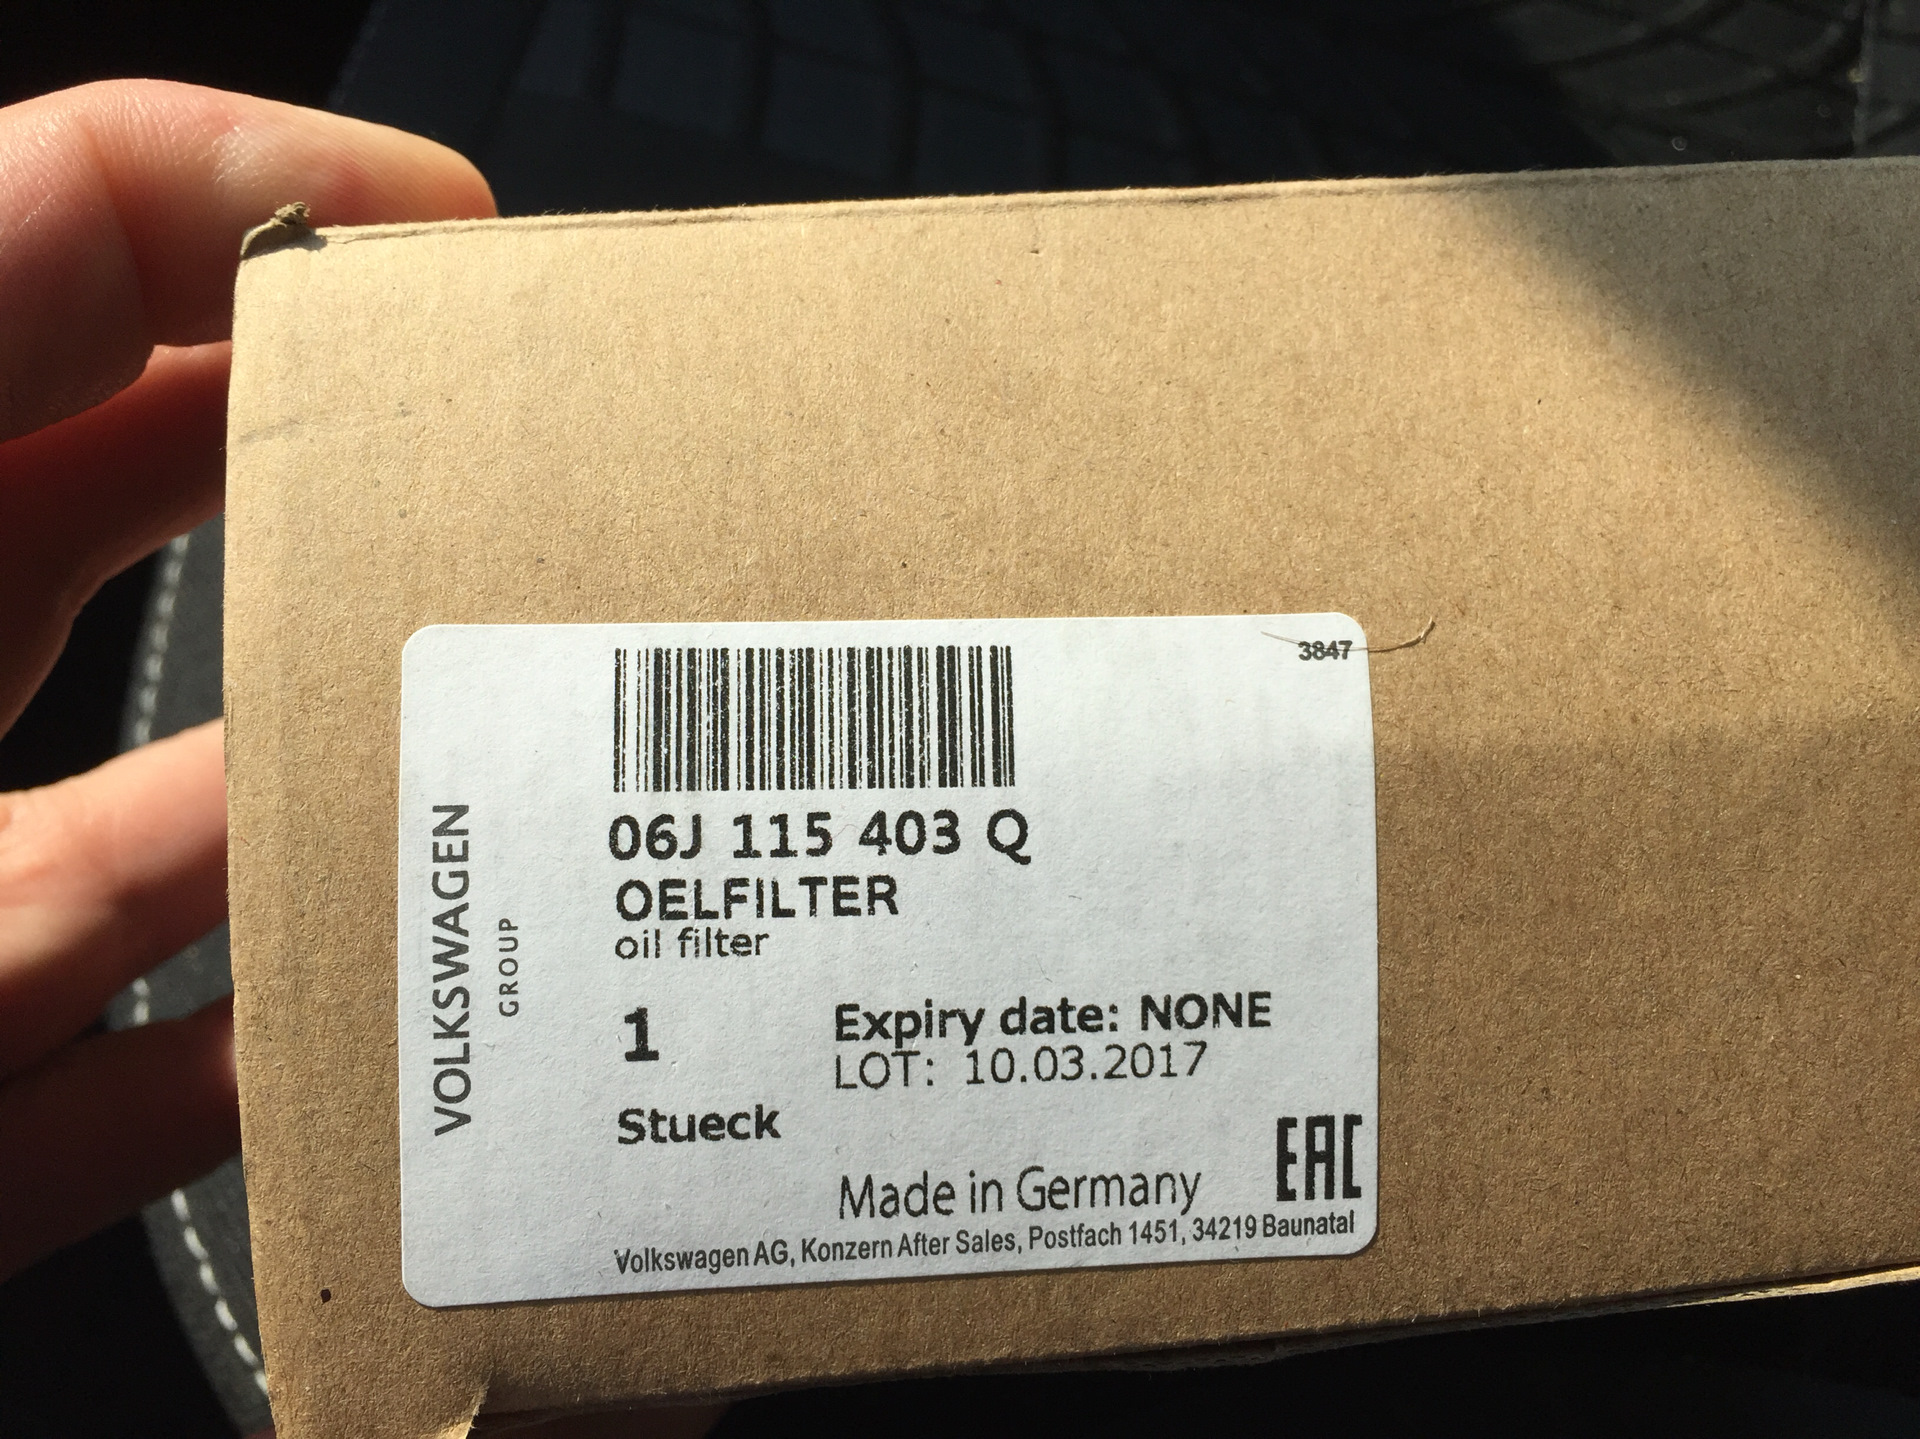 3847
06J 115 403 Q
OELFILTER
oil filter
VOLKSWAGEN
GROUP
1
Expiry date: NONE
LOT: 10.03.2017
Stueck
EAC
Made in Germany
Volkswagen AG, Konzern After Sales, Postfach 1451, 34219 Baunatal